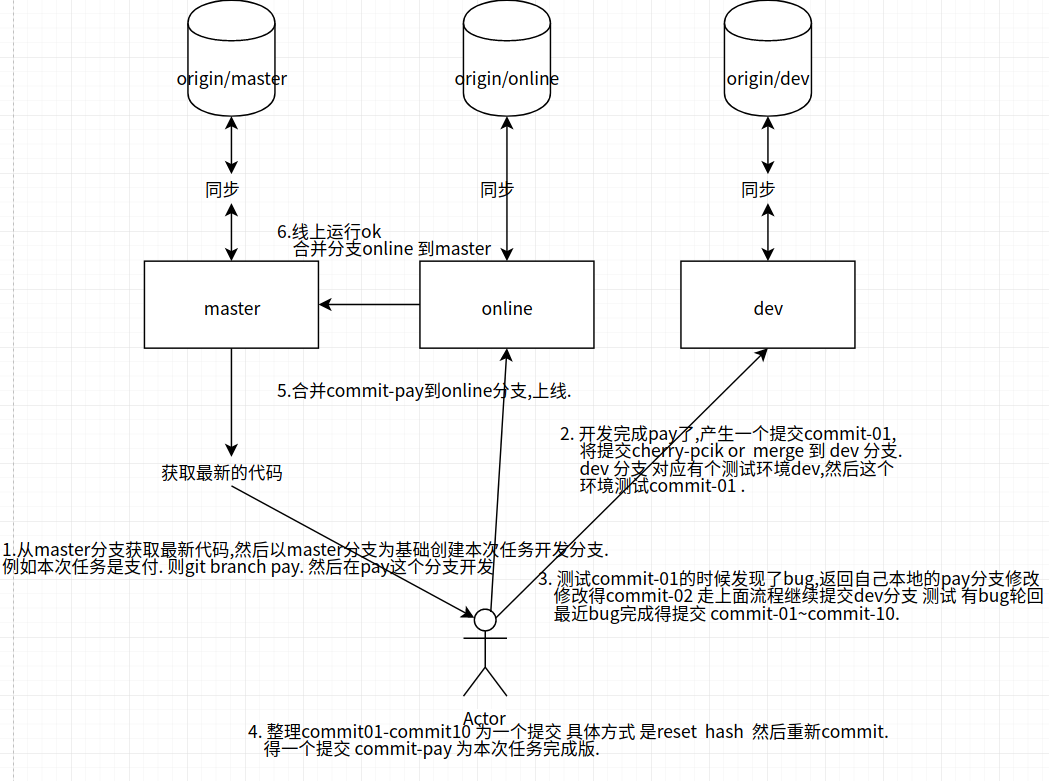 origin/master
origin/online
origin/dev
同步
同步
同步
6.线上运行ok
合并分支online 到master
master
online
dev
5.合并commit-pay到online分支,上线.
2. 开发完成pay了,产生一个提交commit-01,
将提交cherry-pcik or merge 到 dev 分支.
dev 分支 对应有个测试环境dev,然后这个
环境测试commit-01 .
获取最新的代码
1.从master分支获取最新代码,然后以master分支为基础创建本次任务开发分支.
例如本次任务是支付. 则git branch pay. 然后在pay这个分支开发
3. 测试commit-01的时候发现了bug,返回自己本地的pay分支修改
修改得commit-02 走上面流程继续提交dev分支 测试 有bug轮回
最近bug完成得提交 commit-01~commit-10.
Actor
4. 整理commit01-commit10 为一个提交 具体方式 是reset hash 然后重新commit.
得一个提交 commit-pay 为本次任务完成版.